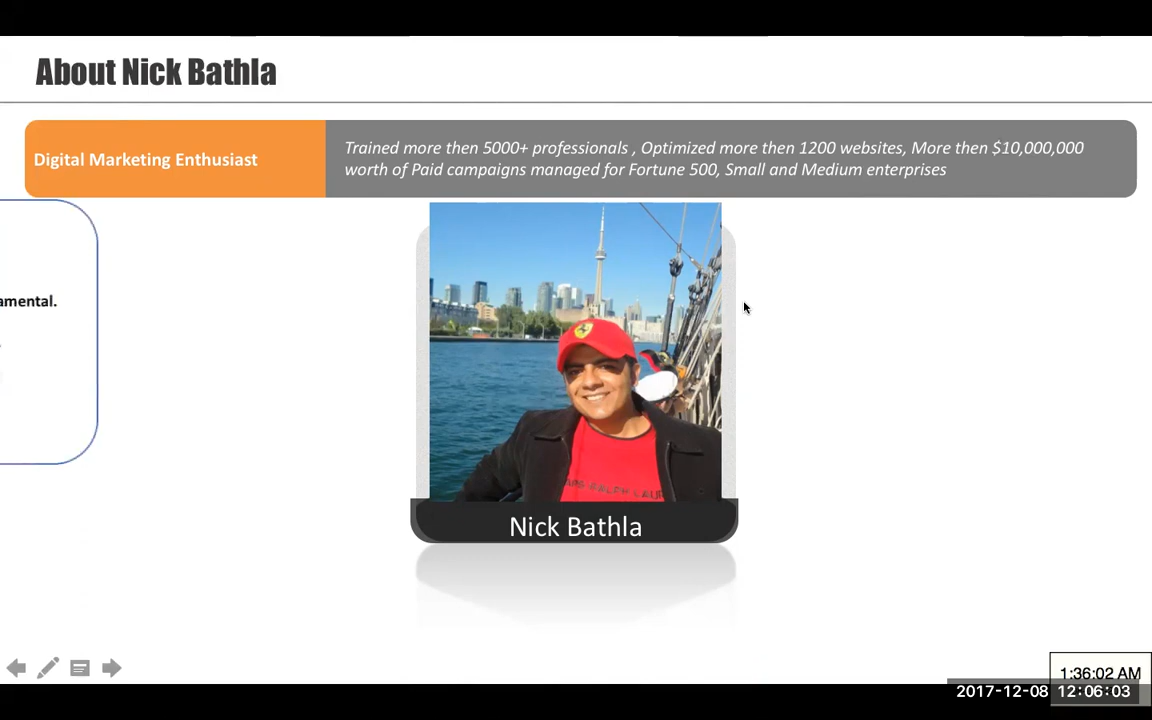 About Nick Bathla
Digital Marketing Enthusiast
Trained more then 5000+ professionals , Optimized more then 1200 websites, More then $10,000,000
worth of Paid campaigns managed for Fortune 500, Small and Medium enterprises
amental.
RALPH LAUR
Nick Bathla
1:36:02 AM
2017-12-08 12:06:03